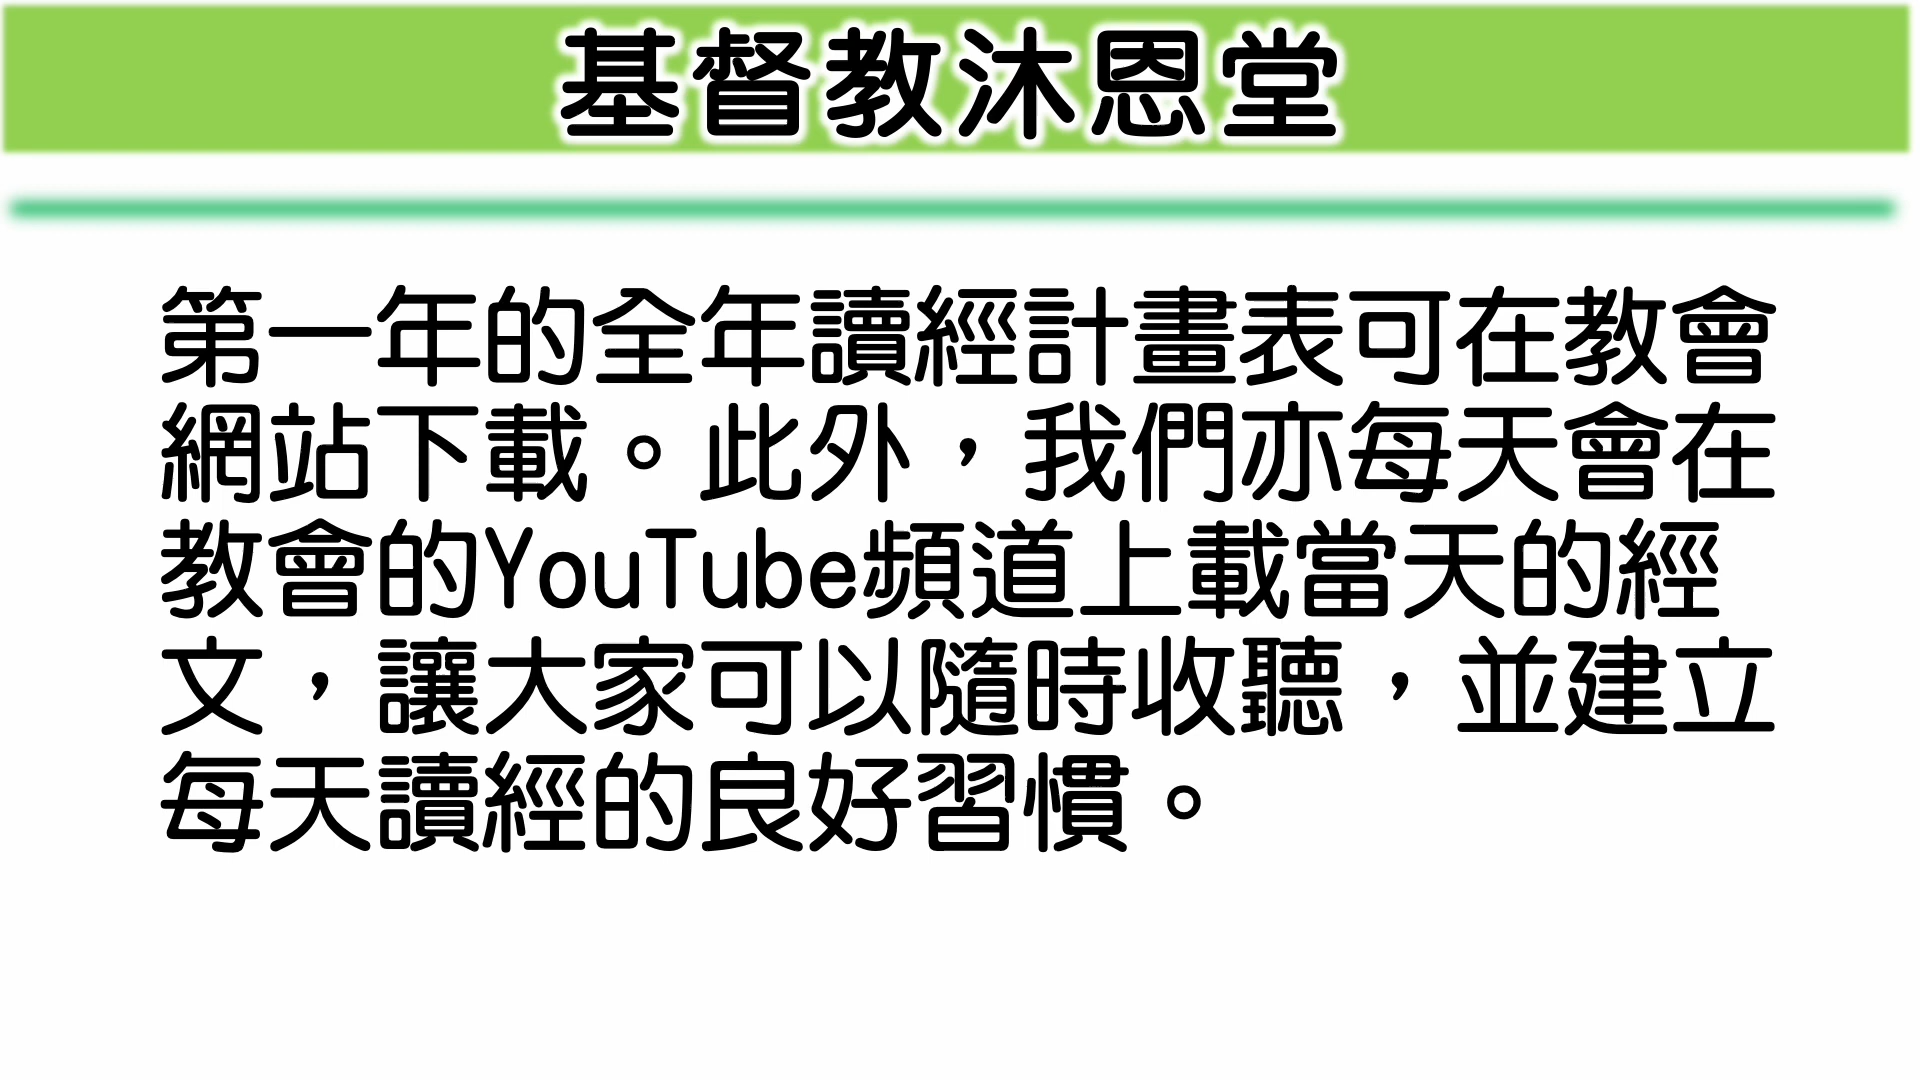 基督教沐恩堂
第一年的全年讀經計畫表可在教會
網站下載。此外，我們亦每天會在
教會的YouTube頻道上載當天的經
文，讓大家可以隨時收聽，並建立
每天讀經的良好習慣。